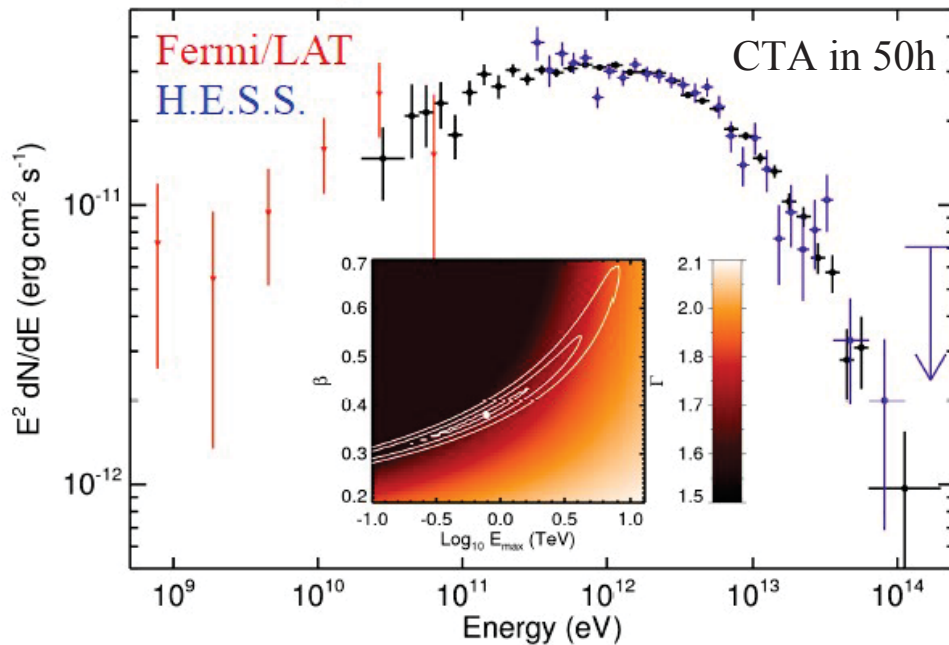 Fermi/LAT
H.E.S.S.
CTA in 50h
E² dN/dE (erg cm⁻² s⁻¹)
10⁻¹¹
10⁻¹²
0.7
0.6
0.5
0.4
0.3
0.2
β
-1.0 -0.5 0.0 0.5 1.0
Log₁₀ E_max (TeV)
Γ
2.1
2.0
1.9
1.8
1.7
1.6
1.5
10⁹ 10¹⁰ 10¹¹ 10¹² 10¹³ 10¹⁴
Energy (eV)